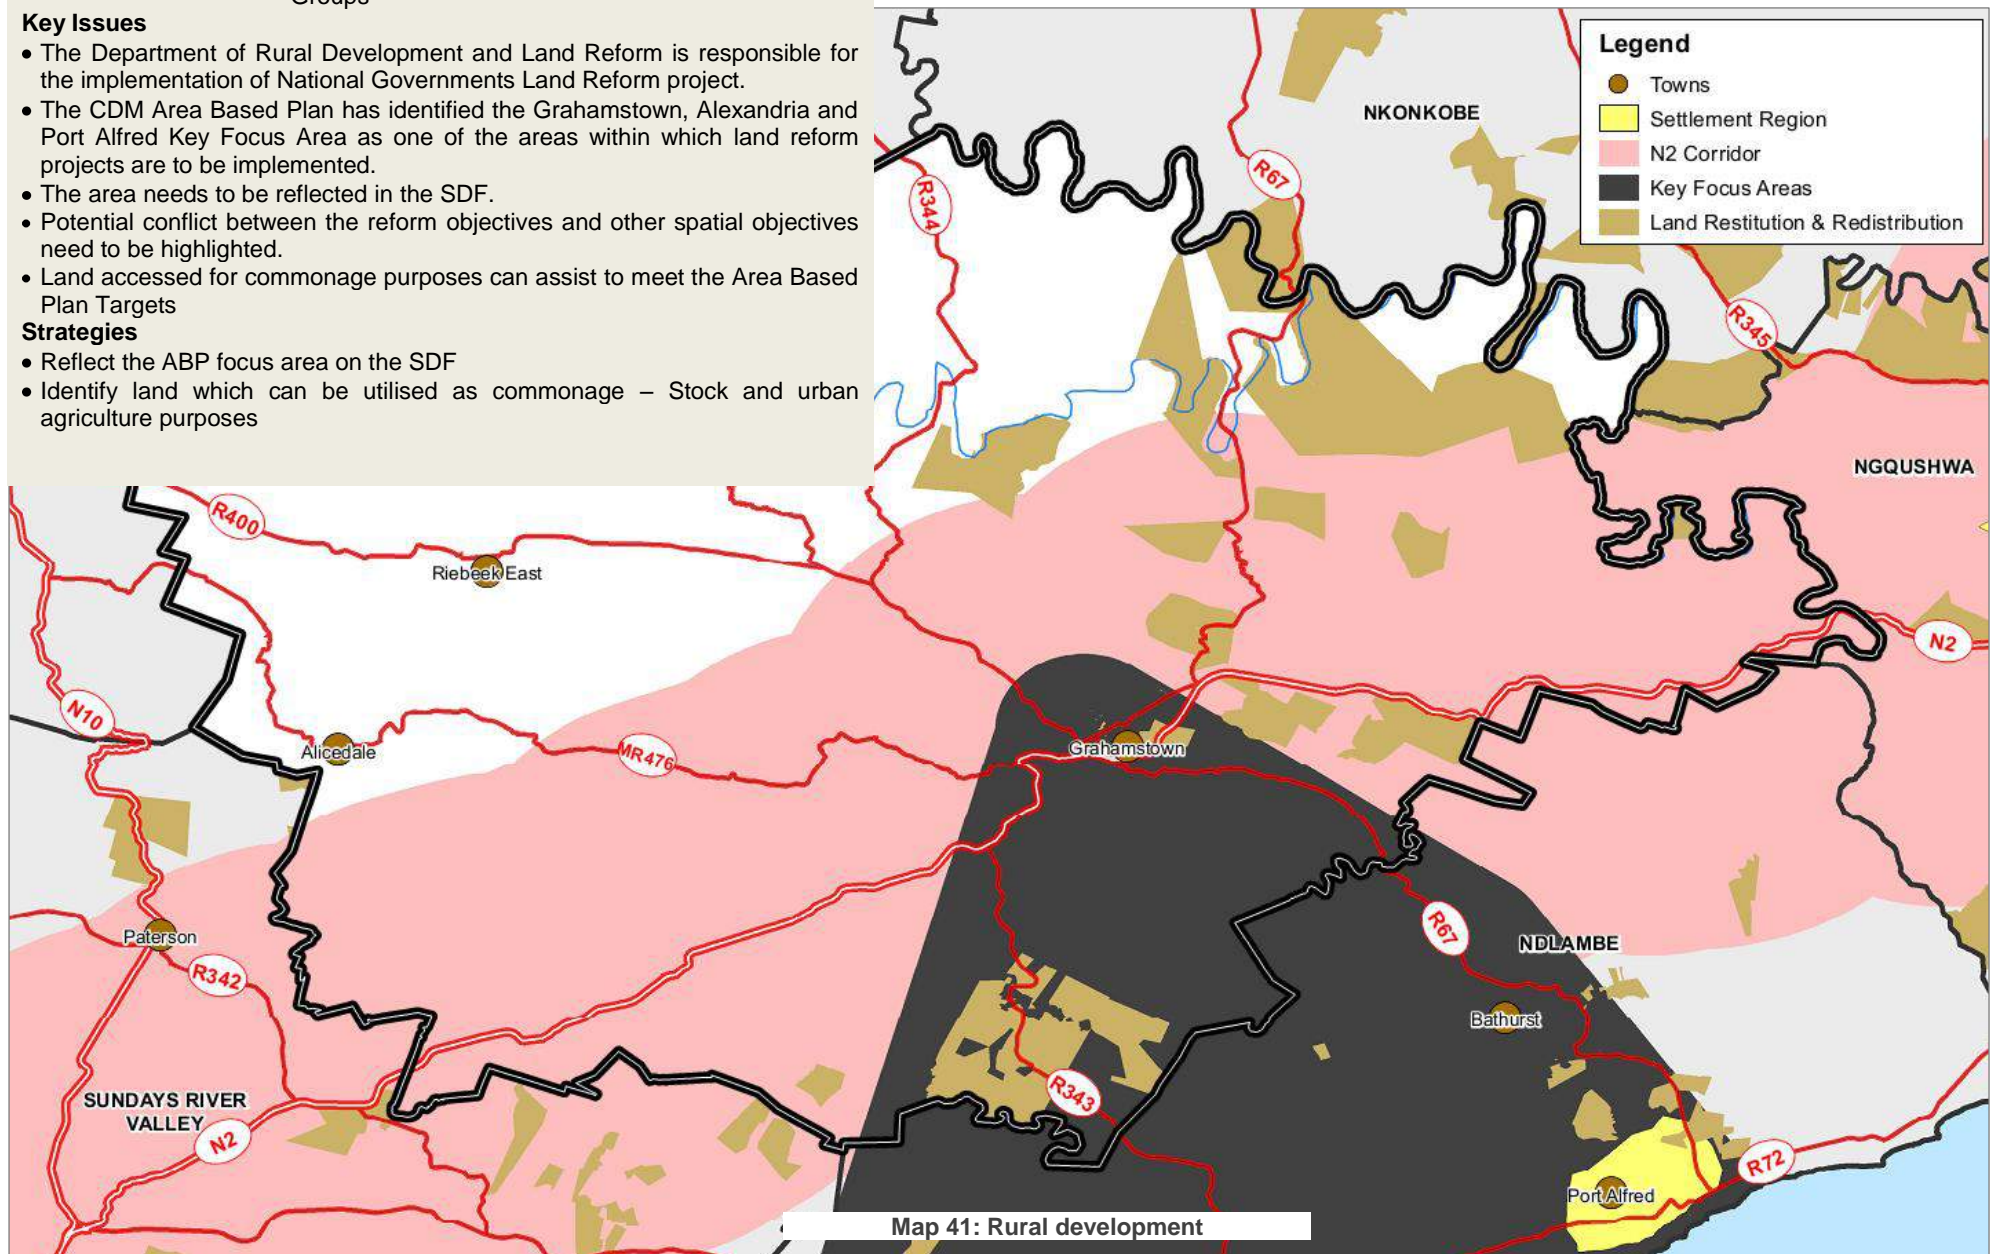 Groups
Key Issues
• The Department of Rural Development and Land Reform is responsible for
the implementation of National Governments Land Reform project.
• The CDM Area Based Plan has identified the Grahamstown, Alexandria and
Port Alfred Key Focus Area as one of the areas within which land reform
projects are to be implemented.
• The area needs to be reflected in the SDF.
• Potential conflict between the reform objectives and other spatial objectives
need to be highlighted.
• Land accessed for commonage purposes can assist to meet the Area Based
Plan Targets
Strategies
• Reflect the ABP focus area on the SDF
• Identify land which can be utilised as commonage – Stock and urban
agriculture purposes
Legend
Towns
Settlement Region
N2 Corridor
Key Focus Areas
Land Restitution & Redistribution
NKONKOBE
R67
R344
R345
NGQUSHWA
R400
Riebeek East
N2
N10
Alicedale
MR476
Grahamstown
Paterson
R342
R67
NDLAMBE
Bathurst
SUNDAYS RIVER
VALLEY
N2
R343
R72
Port Alfred
Map 41: Rural development